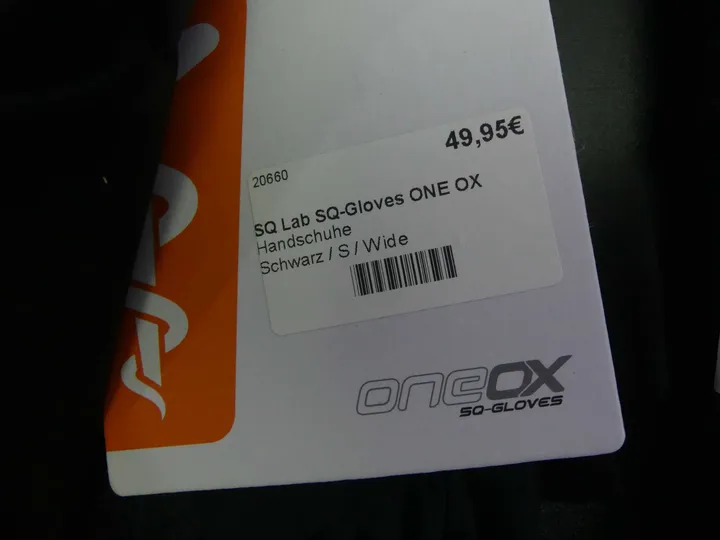 49,95€
20660
SQ Lab SQ-Gloves ONE OX
Handschuhe
Schwarz / S / Wide
oneox
SQ-GLOVES